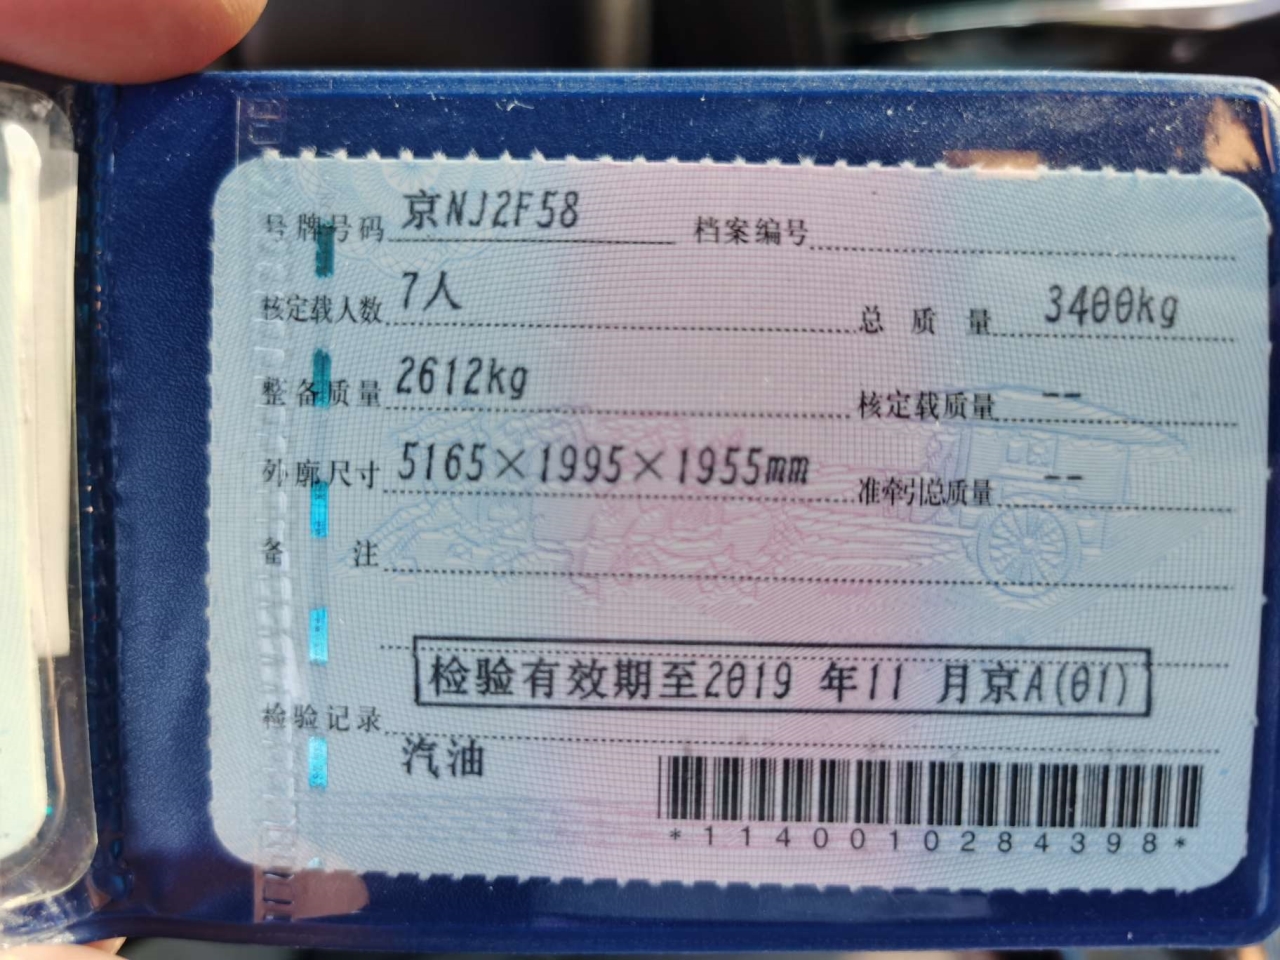 号牌号码 京NJ2F58 档案编号
核定载人数 7人 总质量 3400kg
整备质量 2612kg 核定载质量 --
外廓尺寸 5165×1995×1955mm 准牵引总质量 --
备注
检验有效期至2019 年11 月京A(01)
检验记录
汽油
*1140010284398*